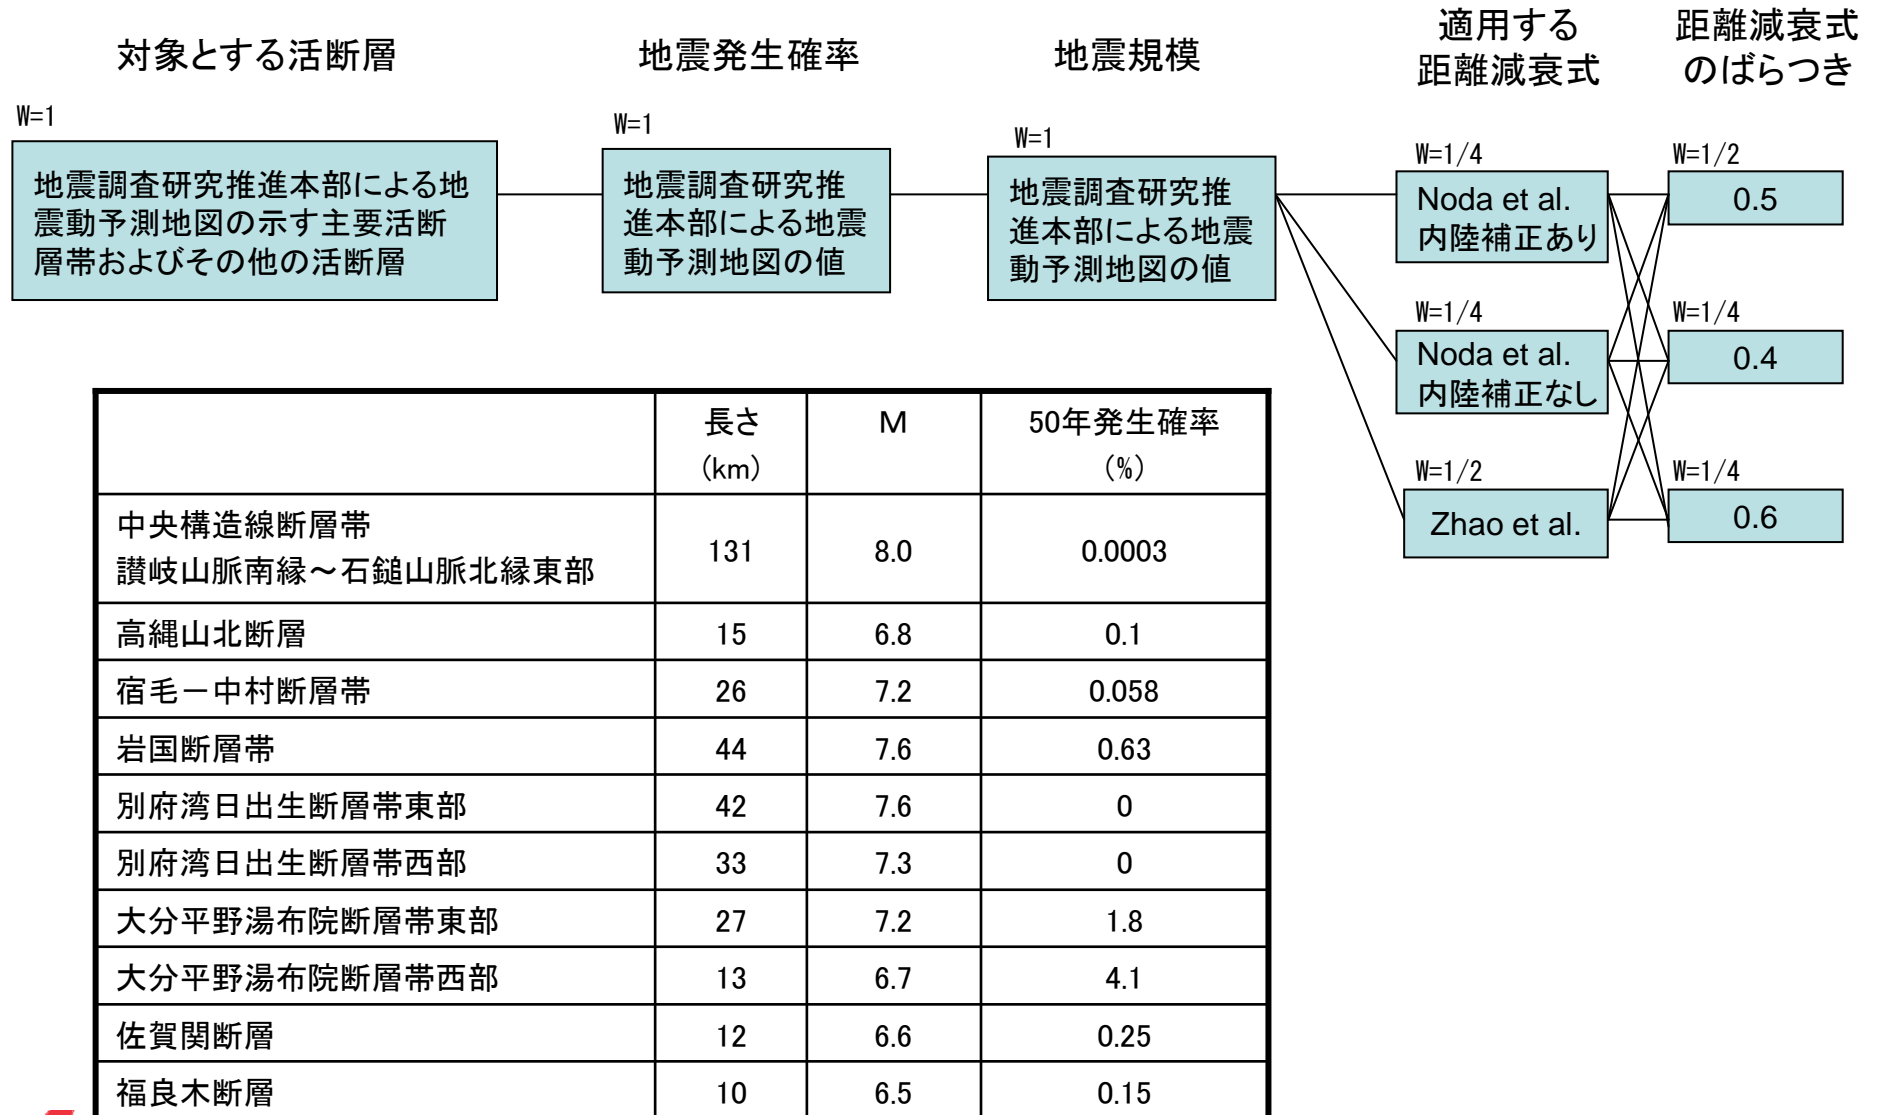 対象とする活断層
地震発生確率
地震規模
適用する
距離減衰式
距離減衰式
のばらつき
W=1
地震調査研究推進本部による地
震動予測地図の示す主要活断
層帯およびその他の活断層
W=1
地震調査研究推
進本部による地震
動予測地図の値
W=1
地震調査研究推
進本部による地震
動予測地図の値
W=1/4
Noda et al.
内陸補正あり
W=1/4
Noda et al.
内陸補正なし
W=1/2
Zhao et al.
W=1/2
0.5
W=1/4
0.4
W=1/4
0.6
長さ M 50年発生確率
(km) (%)
中央構造線断層帯
讃岐山脈南縁～石鎚山脈北縁東部 131 8.0 0.0003
高縄山北断層 15 6.8 0.1
宿毛－中村断層帯 26 7.2 0.058
岩国断層帯 44 7.6 0.63
別府湾日出生断層帯東部 42 7.6 0
別府湾日出生断層帯西部 33 7.3 0
大分平野湯布院断層帯東部 27 7.2 1.8
大分平野湯布院断層帯西部 13 6.7 4.1
佐賀関断層 12 6.6 0.25
福良木断層 10 6.5 0.15